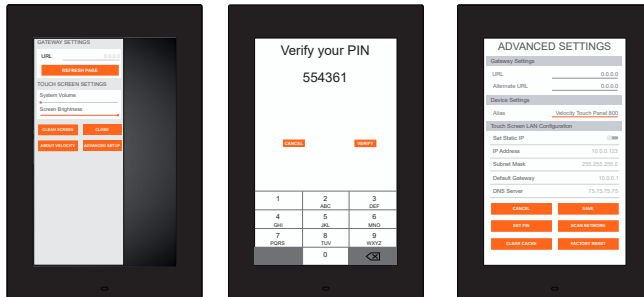 GATEWAY SETTINGS
URL 0.0.0.0
REFRESH PAGE
TOUCH SCREEN SETTINGS
System Volume
Screen Brightness
CLEAN SCREEN CLOSE
ABOUT VELOCITY ADVANCED SETUP
Verify your PIN
554361
CANCEL VERIFY
1 2 3
ABC DEF
4 5 6
GHI JKL MNO
7 8 9
PQRS TUV WXYZ
0
ADVANCED SETTINGS
Gateway Settings
URL 0.0.0.0
Alternate URL 0.0.0.0
Device Settings
Alias Velocity Touch Panel 800
Touch Screen LAN Configuration
Set Static IP
IP Address 10.0.0.123
Subnet Mask 255.255.255.0
Default Gateway 10.0.0.1
DNS Server 75.75.75.75
CANCEL SAVE
SET PIN SCAN NETWORK
CLEAR CACHE FACTORY RESET